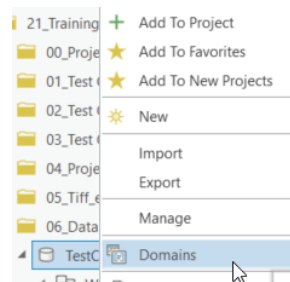 21_Training
00_Proje
01_Test
02_Test
03_Test
04_Proje
05_Tiff_e
06_Data
TestC
Add To Project
Add To Favorites
Add To New Projects
New
Import
Export
Manage
Domains